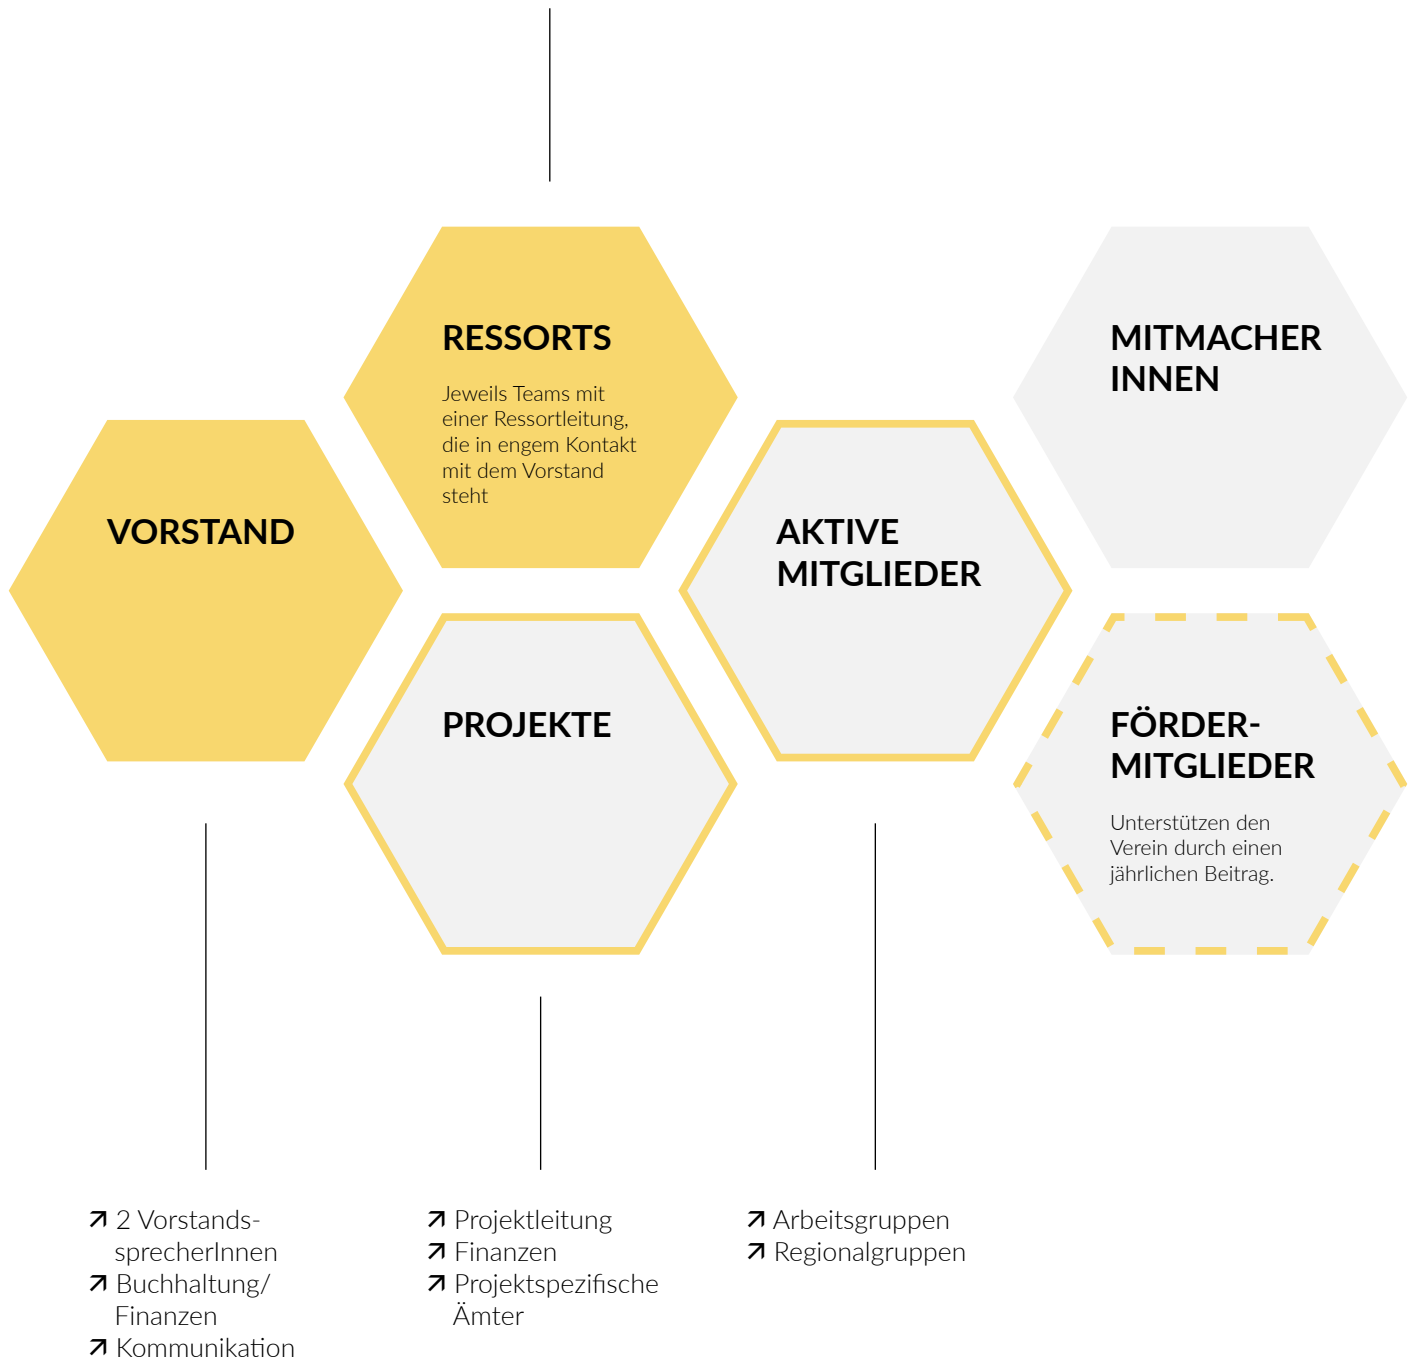 RESSORTS
Jeweils Teams mit
einer Ressortleitung,
die in engem Kontakt
mit dem Vorstand
steht
MITMACHER
INNEN
VORSTAND
AKTIVE
MITGLIEDER
PROJEKTE
FÖRDER-
MITGLIEDER
Unterstützen den
Verein durch einen
jährlichen Beitrag.
2 Vorstands-
sprecherInnen
Buchhaltung/
Finanzen
Kommunikation
Projektleitung
Finanzen
Projektspezifische
Ämter
Arbeitsgruppen
Regionalgruppen